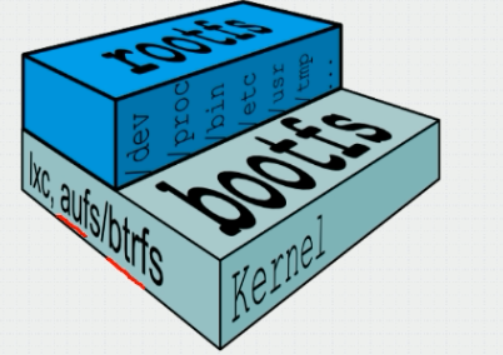 rootfs
/dev
/proc
/bin
/etc
/usr
/tmp
...
bootfs
lxc, aufs/btrfs
Kernel